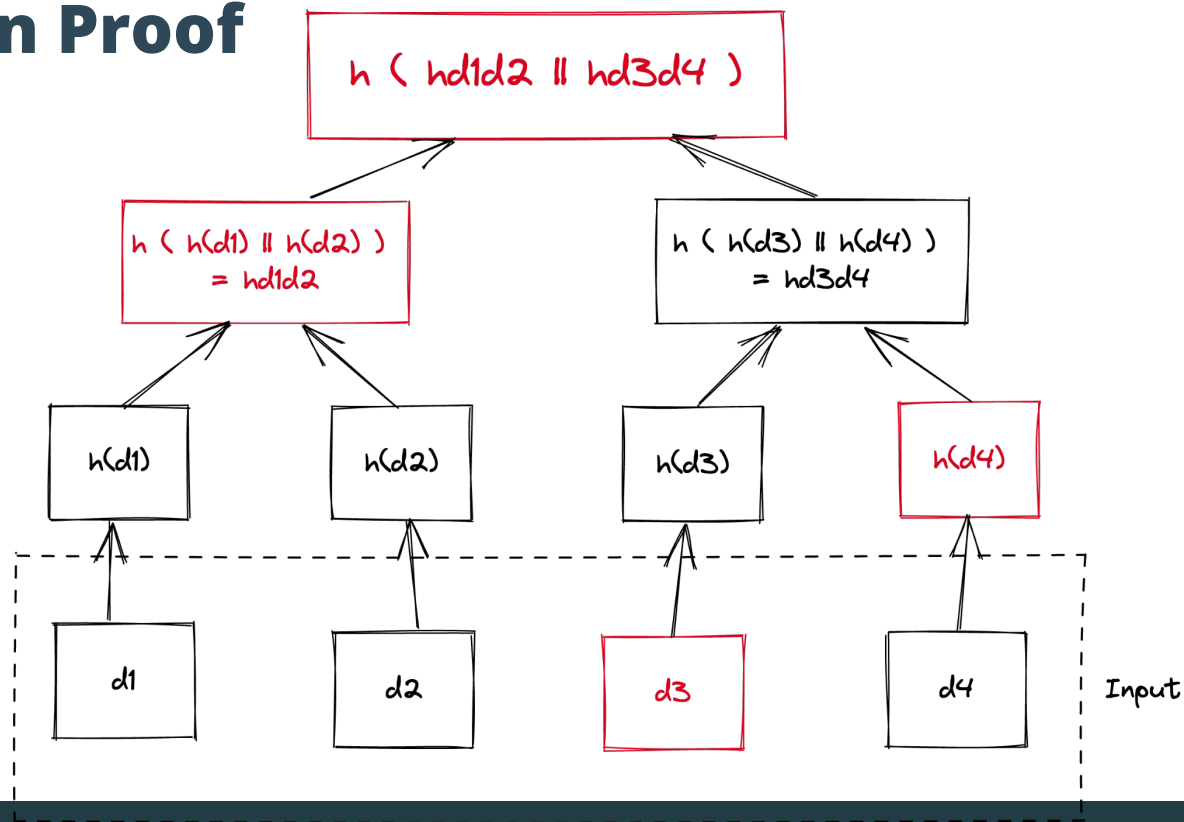 n Proof
h ( hd1d2 || hd3d4 )
h ( h(d1) || h(d2) )
= hd1d2
h ( h(d3) || h(d4) )
= hd3d4
h(d1)
h(d2)
h(d3)
h(d4)
d1
d2
d3
d4
Input